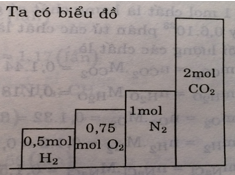 Ta có biểu đồ
0,5mol
H₂
0,75
mol O₂
1mol
N₂
2mol
CO₂